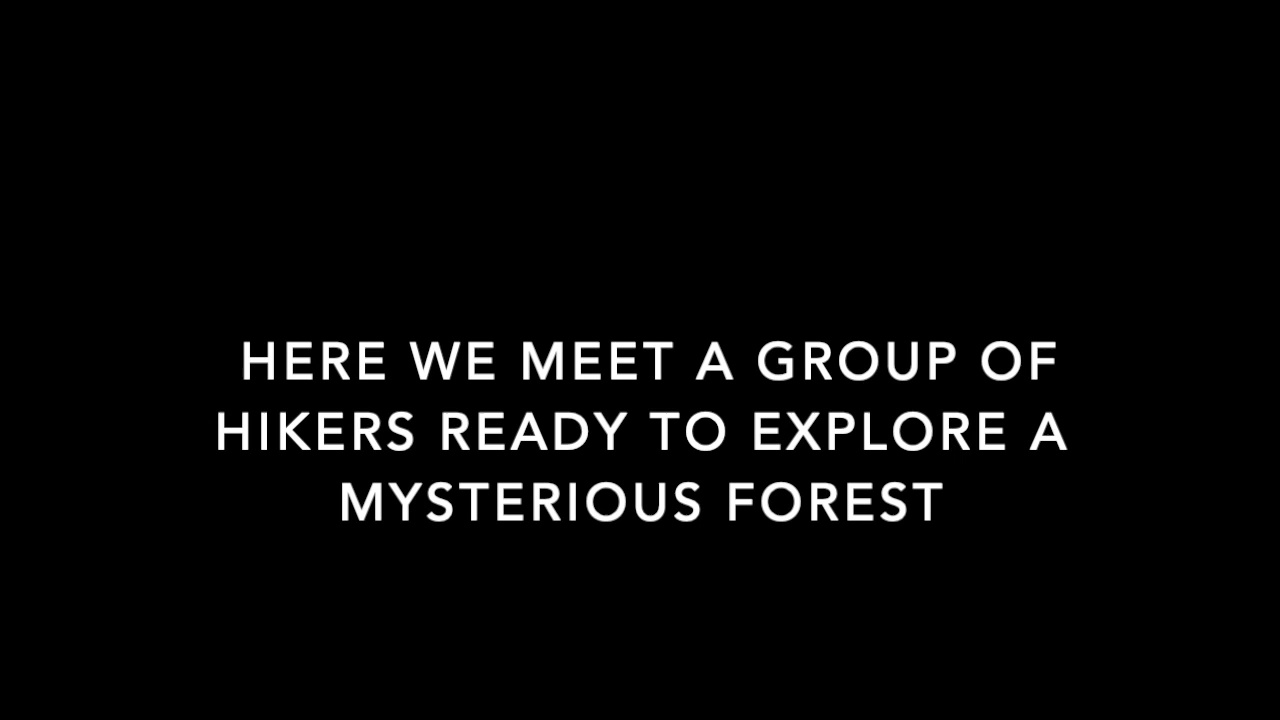 HERE WE MEET A GROUP OF
HIKERS READY TO EXPLORE A
MYSTERIOUS FOREST